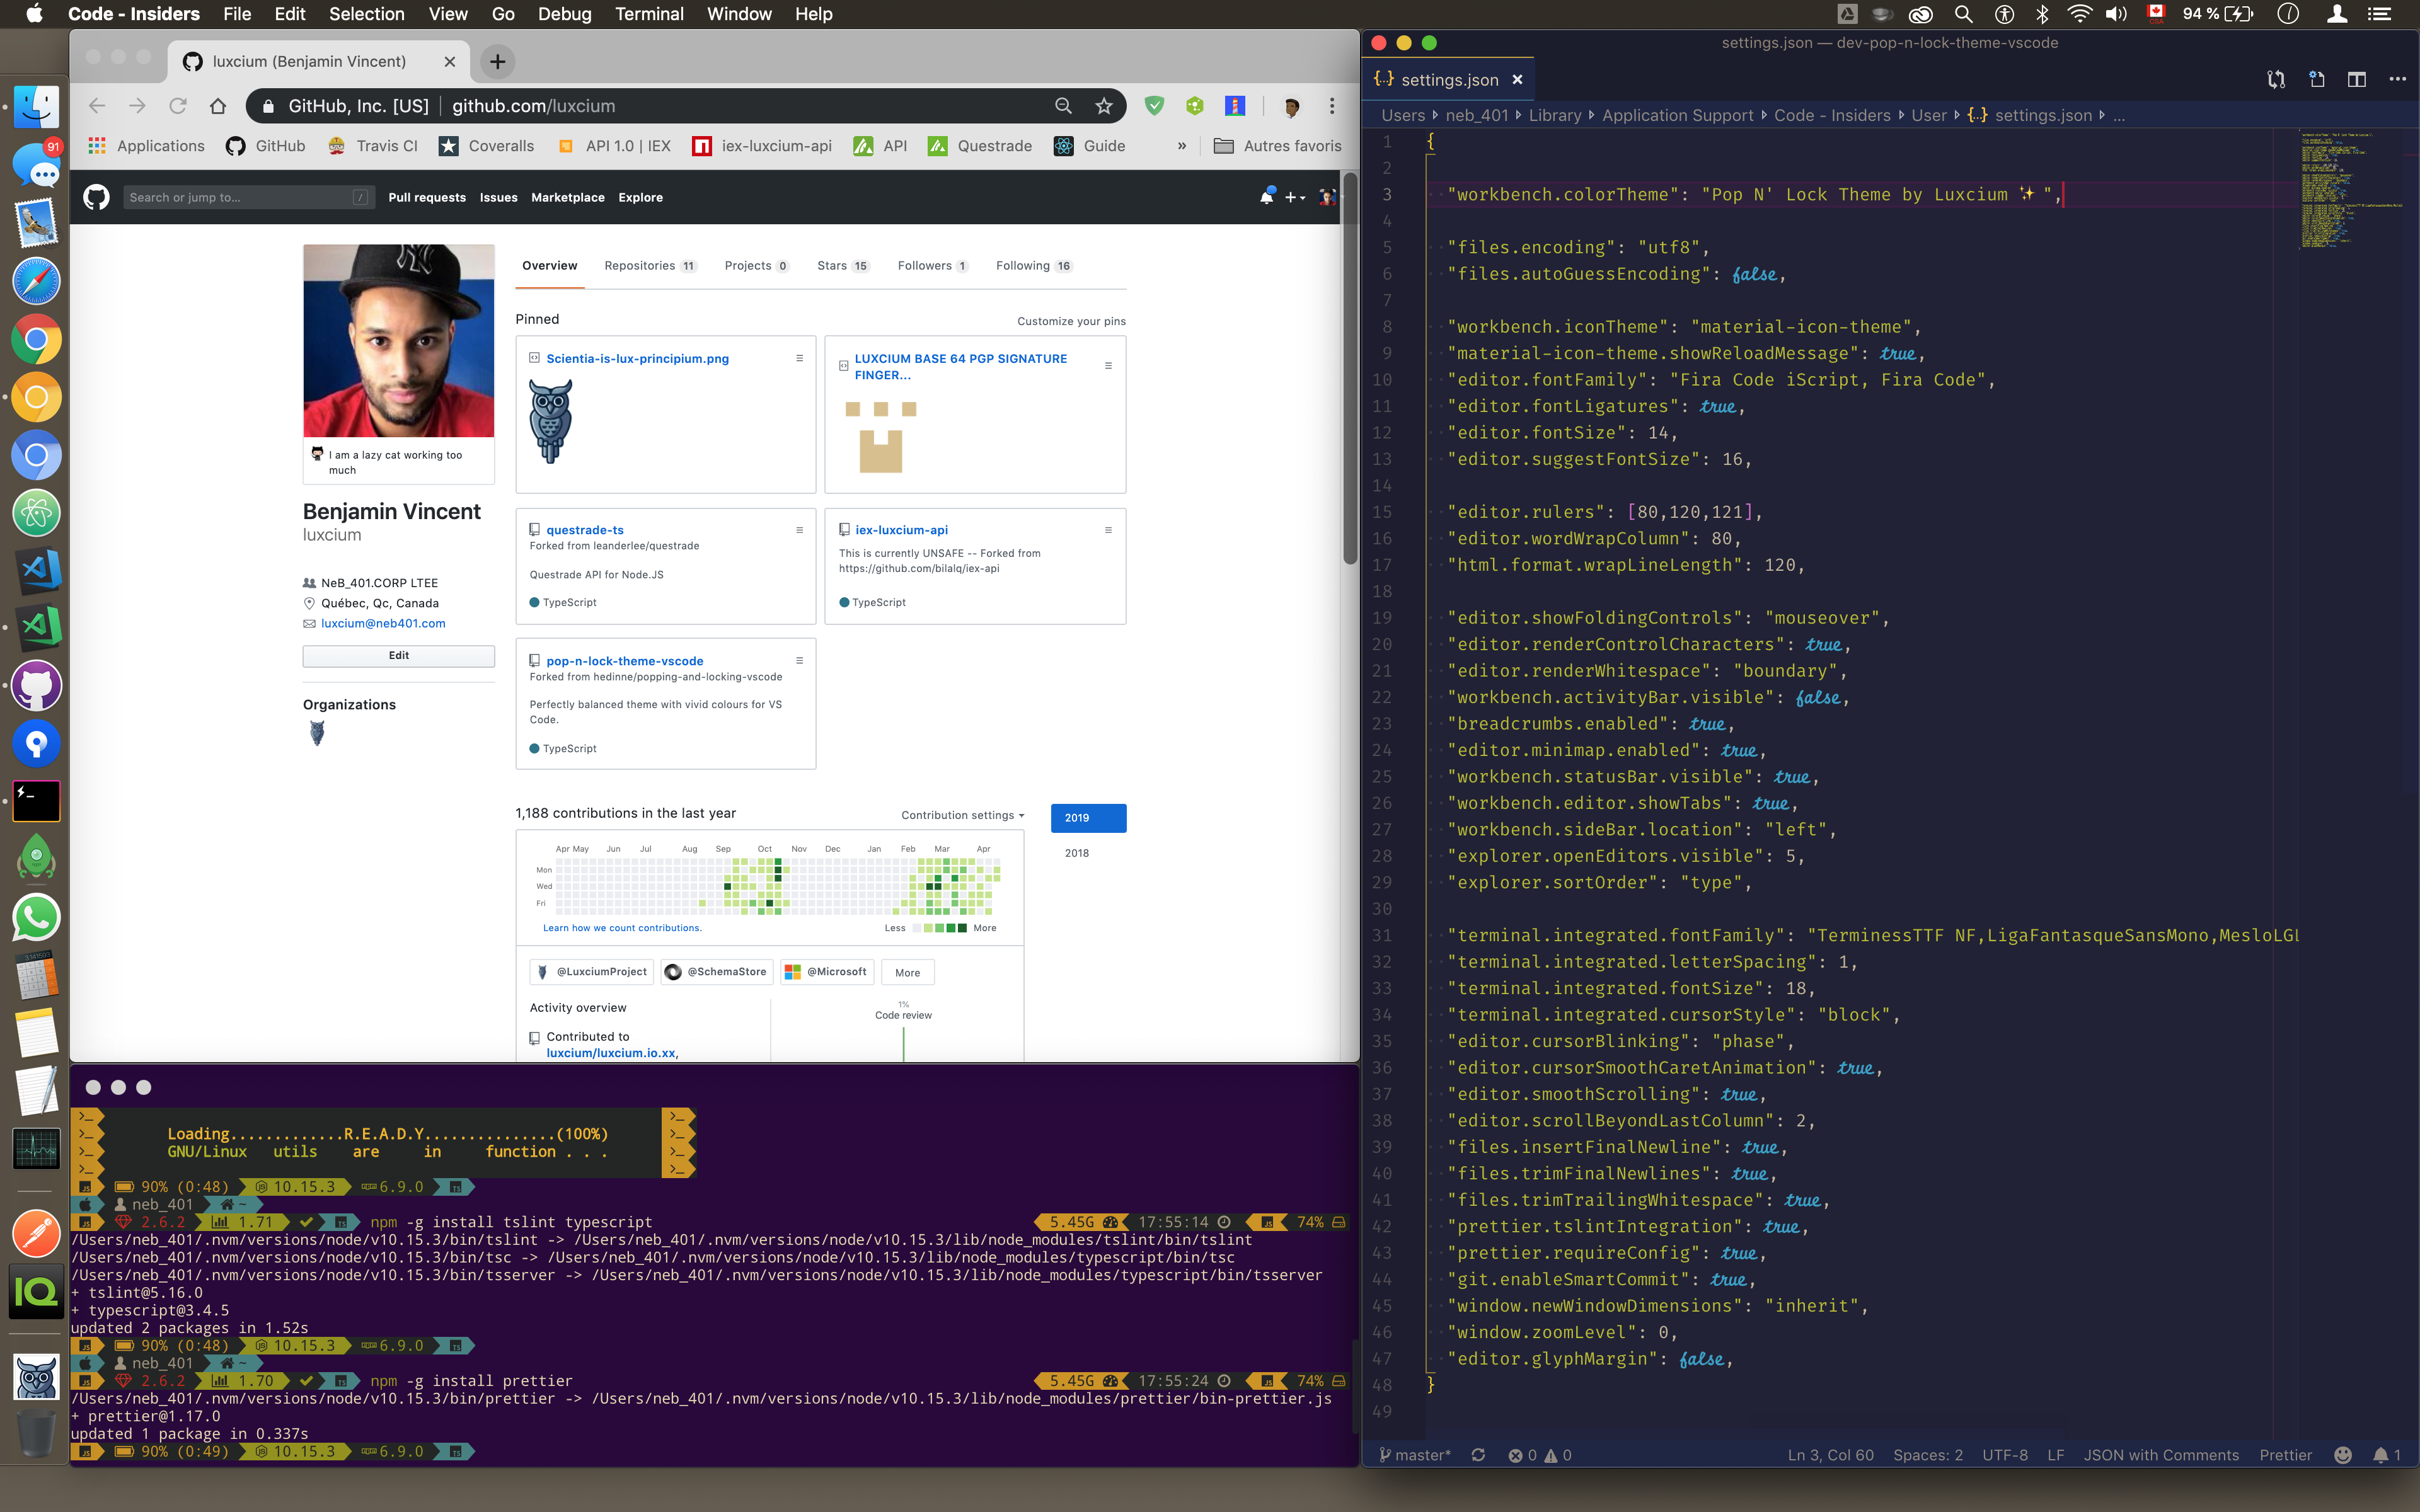 Code - Insiders File Edit Selection View Go Debug Terminal Window Help
94 %
luxcium (Benjamin Vincent)
GitHub, Inc. [US] | github.com/luxcium
Applications GitHub Travis CI Coveralls API 1.0 | IEX iex-luxcium-api API Questrade Guide » Autres favoris
Search or jump to... / Pull requests Issues Marketplace Explore
91
I am a lazy cat working too
much
Benjamin Vincent
luxcium
NeB_401.CORP LTEE
Québec, Qc, Canada
luxcium@neb401.com
Edit
Organizations
Overview Repositories 11 Projects 0 Stars 15 Followers 1 Following 16
Pinned Customize your pins
Scientia-is-lux-principium.png
LUXCIUM BASE 64 PGP SIGNATURE
FINGER...
questrade-ts
Forked from leanderlee/questrade
Questrade API for Node.JS
TypeScript
iex-luxcium-api
This is currently UNSAFE -- Forked from
https://github.com/bilalq/iex-api
TypeScript
pop-n-lock-theme-vscode
Forked from hedinne/popping-and-locking-vscode
Perfectly balanced theme with vivid colours for VS
Code.
TypeScript
1,188 contributions in the last year Contribution settings
2019
2018
Apr May Jun Jul Aug Sep Oct Nov Dec Jan Feb Mar Apr
Mon
Wed
Fri
Learn how we count contributions. Less More
@LuxciumProject @SchemaStore @Microsoft More
Activity overview
Contributed to
luxcium/luxcium.io.xx,
1%
Code review
Loading.............R.E.A.D.Y...............(100%)
GNU/Linux utils are in function . . .
90% (0:48) 10.15.3 6.9.0
neb_401 ~
2.6.2 1.71 ✔ npm -g install tslint typescript 5.45G 17:55:14 74%
/Users/neb_401/.nvm/versions/node/v10.15.3/bin/tslint -> /Users/neb_401/.nvm/versions/node/v10.15.3/lib/node_modules/tslint/bin/tslint
/Users/neb_401/.nvm/versions/node/v10.15.3/bin/tsc -> /Users/neb_401/.nvm/versions/node/v10.15.3/lib/node_modules/typescript/bin/tsc
/Users/neb_401/.nvm/versions/node/v10.15.3/bin/tsserver -> /Users/neb_401/.nvm/versions/node/v10.15.3/lib/node_modules/typescript/bin/tsserver
+ tslint@5.16.0
+ typescript@3.4.5
updated 2 packages in 1.52s
90% (0:48) 10.15.3 6.9.0
neb_401 ~
2.6.2 1.70 ✔ npm -g install prettier 5.45G 17:55:24 74%
/Users/neb_401/.nvm/versions/node/v10.15.3/bin/prettier -> /Users/neb_401/.nvm/versions/node/v10.15.3/lib/node_modules/prettier/bin-prettier.js
+ prettier@1.17.0
updated 1 package in 0.337s
90% (0:49) 10.15.3 6.9.0
IQ
settings.json — dev-pop-n-lock-theme-vscode
{..} settings.json
Users Neb_401 Library Application Support Code - Insiders User {..} settings.json ...
1 {
2
3 "workbench.colorTheme": "Pop N' Lock Theme by Luxcium ✨ ",
4
5 "files.encoding": "utf8",
6 "files.autoGuessEncoding": false,
7
8 "workbench.iconTheme": "material-icon-theme",
9 "material-icon-theme.showReloadMessage": true,
10 "editor.fontFamily": "Fira Code iScript, Fira Code",
11 "editor.fontLigatures": true,
12 "editor.fontSize": 14,
13 "editor.suggestFontSize": 16,
14
15 "editor.rulers": [80,120,121],
16 "editor.wordWrapColumn": 80,
17 "html.format.wrapLineLength": 120,
18
19 "editor.showFoldingControls": "mouseover",
20 "editor.renderControlCharacters": true,
21 "editor.renderWhitespace": "boundary",
22 "workbench.activityBar.visible": false,
23 "breadcrumbs.enabled": true,
24 "editor.minimap.enabled": true,
25 "workbench.statusBar.visible": true,
26 "workbench.editor.showTabs": true,
27 "workbench.sideBar.location": "left",
28 "explorer.openEditors.visible": 5,
29 "explorer.sortOrder": "type",
30
31 "terminal.integrated.fontFamily": "TerminessTTF NF,LigaFantasqueSansMono,MesloLGl
32 "terminal.integrated.letterSpacing": 1,
33 "terminal.integrated.fontSize": 18,
34 "terminal.integrated.cursorStyle": "block",
35 "editor.cursorBlinking": "phase",
36 "editor.cursorSmoothCaretAnimation": true,
37 "editor.smoothScrolling": true,
38 "editor.scrollBeyondLastColumn": 2,
39 "files.insertFinalNewline": true,
40 "files.trimFinalNewlines": true,
41 "files.trimTrailingWhitespace": true,
42 "prettier.tslintIntegration": true,
43 "prettier.requireConfig": true,
44 "git.enableSmartCommit": true,
45 "window.newWindowDimensions": "inherit",
46 "window.zoomLevel": 0,
47 "editor.glyphMargin": false,
48 }
49
master* 0 0 Ln 3, Col 60 Spaces: 2 UTF-8 LF JSON with Comments Prettier 1